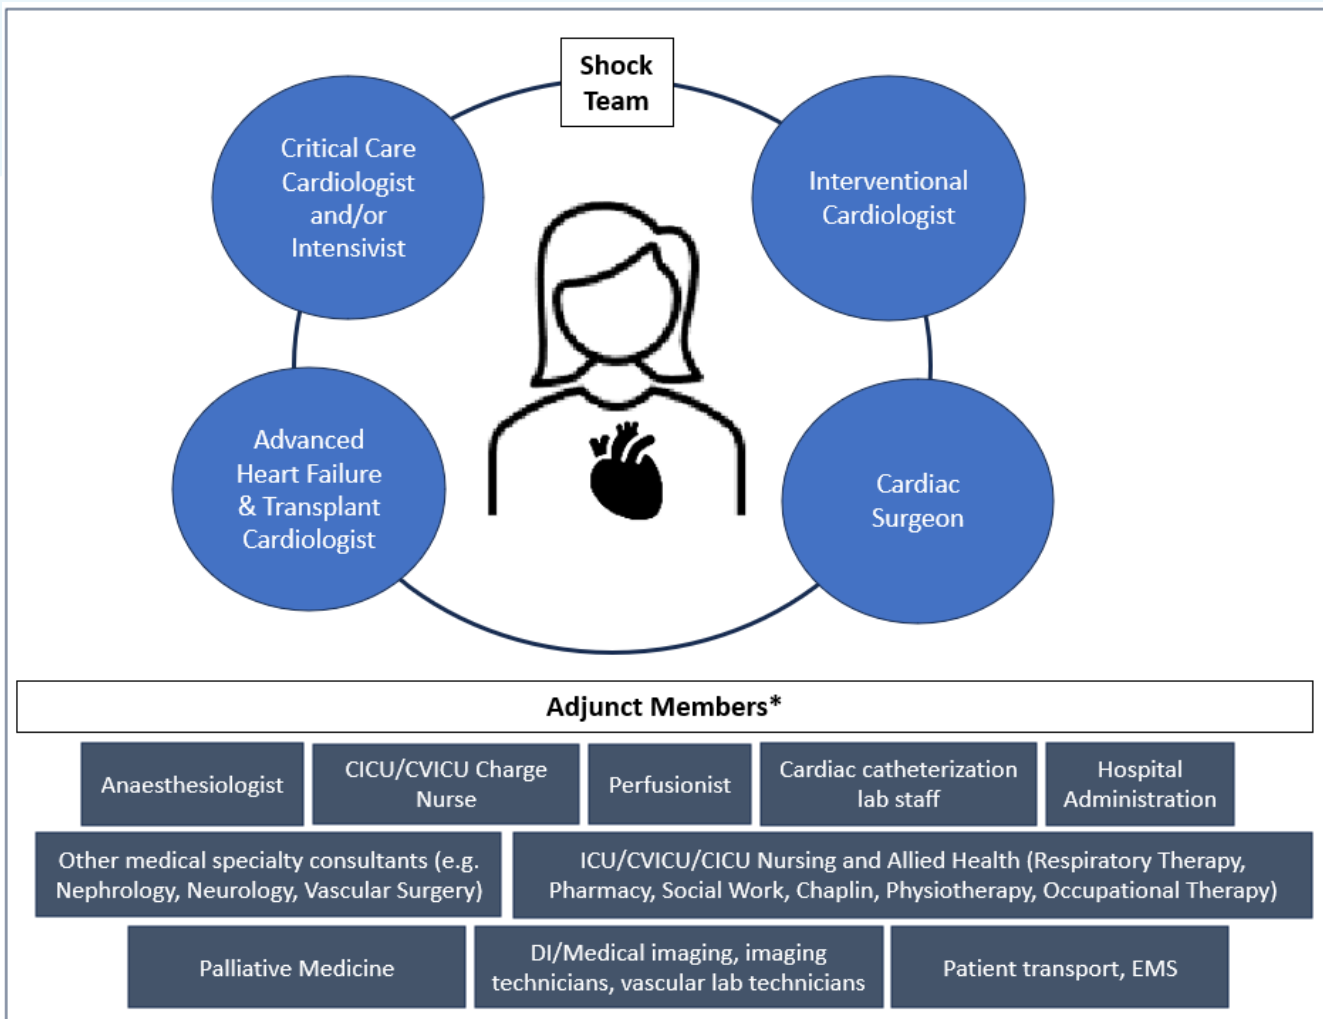 Shock
Team
Critical Care
Cardiologist
and/or
Intensivist
Interventional
Cardiologist
Advanced
Heart Failure
& Transplant
Cardiologist
Cardiac
Surgeon
Adjunct Members*
Anaesthesiologist
CICU/CVICU Charge
Nurse
Perfusionist
Cardiac catheterization
lab staff
Hospital
Administration
Other medical specialty consultants (e.g.
Nephrology, Neurology, Vascular Surgery)
ICU/CVICU/CICU Nursing and Allied Health (Respiratory Therapy,
Pharmacy, Social Work, Chaplin, Physiotherapy, Occupational Therapy)
Palliative Medicine
DI/Medical imaging, imaging
technicians, vascular lab technicians
Patient transport, EMS